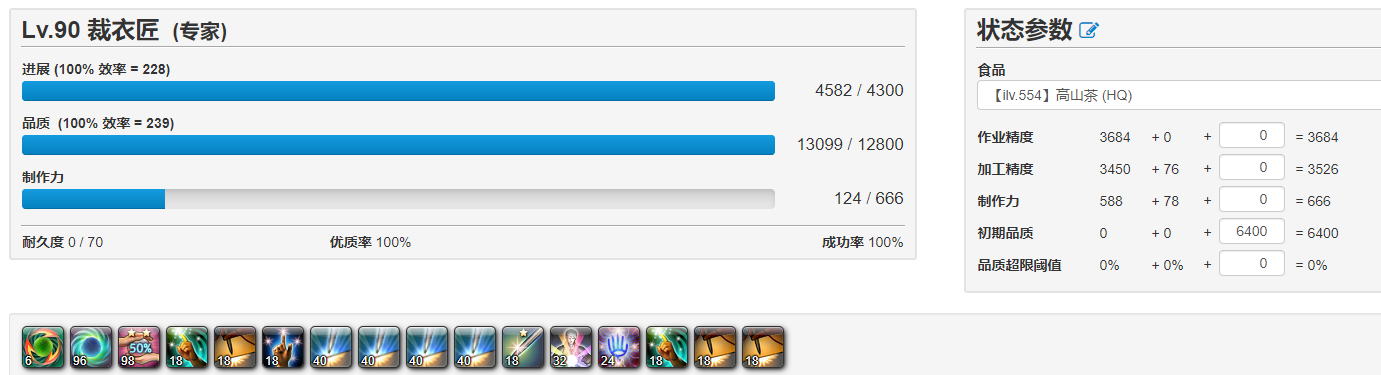 Lv.90 裁衣匠 (专家)
进展 (100% 效率 = 228)
4582 / 4300
品质 (100% 效率 = 239)
13099 / 12800
制作力
124 / 666
耐久度 0 / 70 优质率 100% 成功率 100%
状态参数
食品
【ilv.554】高山茶 (HQ)
作业精度 3684 + 0 + 0 = 3684
加工精度 3450 + 76 + 0 = 3526
制作力 588 + 78 + 0 = 666
初期品质 0 + 0 + 6400 = 6400
品质超限阈值 0% + 0% + 0 = 0%
6 96 50% 98 18 18 18 40 40 40 40 18 32 24 18 18 18